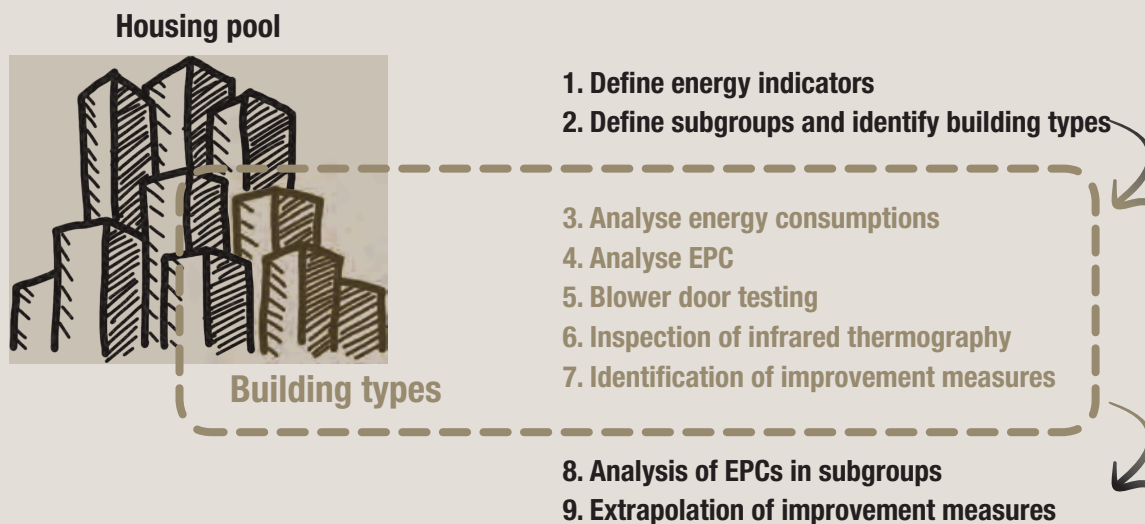 Housing pool
1. Define energy indicators
2. Define subgroups and identify building types
3. Analyse energy consumptions
4. Analyse EPC
5. Blower door testing
6. Inspection of infrared thermography
7. Identification of improvement measures
Building types
8. Analysis of EPCs in subgroups
9. Extrapolation of improvement measures